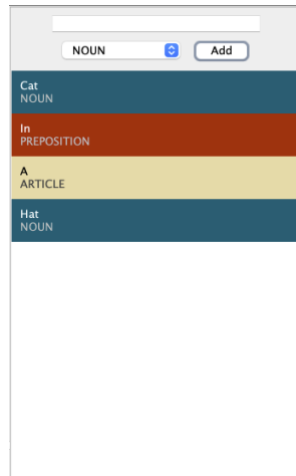 NOUN Add
Cat
NOUN
In
PREPOSITION
A
ARTICLE
Hat
NOUN